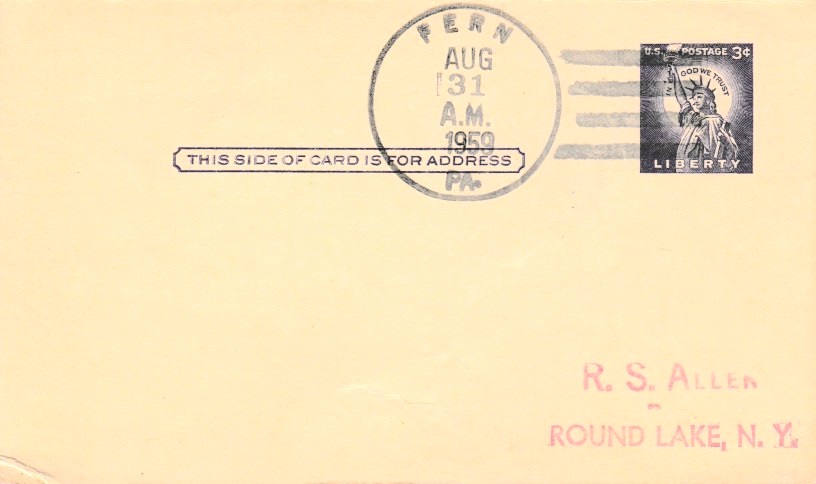 FERN
AUG
31
A.M.
1959
PA.
U.S. POSTAGE 3¢
IN GOD WE TRUST
LIBERTY
THIS SIDE OF CARD IS FOR ADDRESS
R. S. ALLEN
-
ROUND LAKE, N. Y.